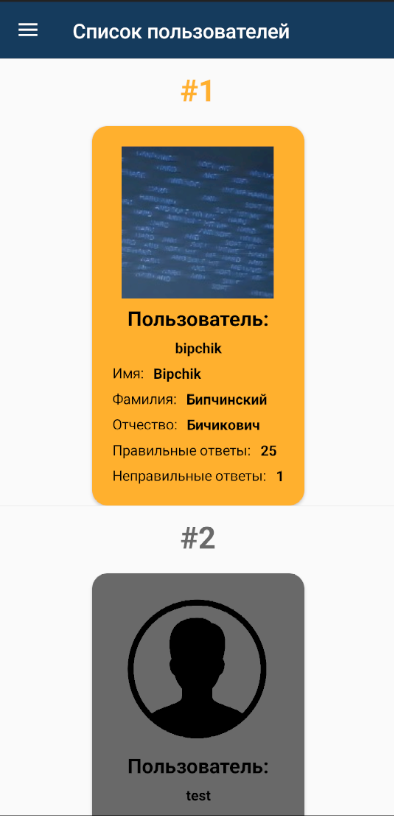 Список пользователей
#1
Пользователь:
bipchik
Имя: Bipchik
Фамилия: Бипчинский
Отчество: Бичикович
Правильные ответы: 25
Неправильные ответы: 1
#2
Пользователь:
test